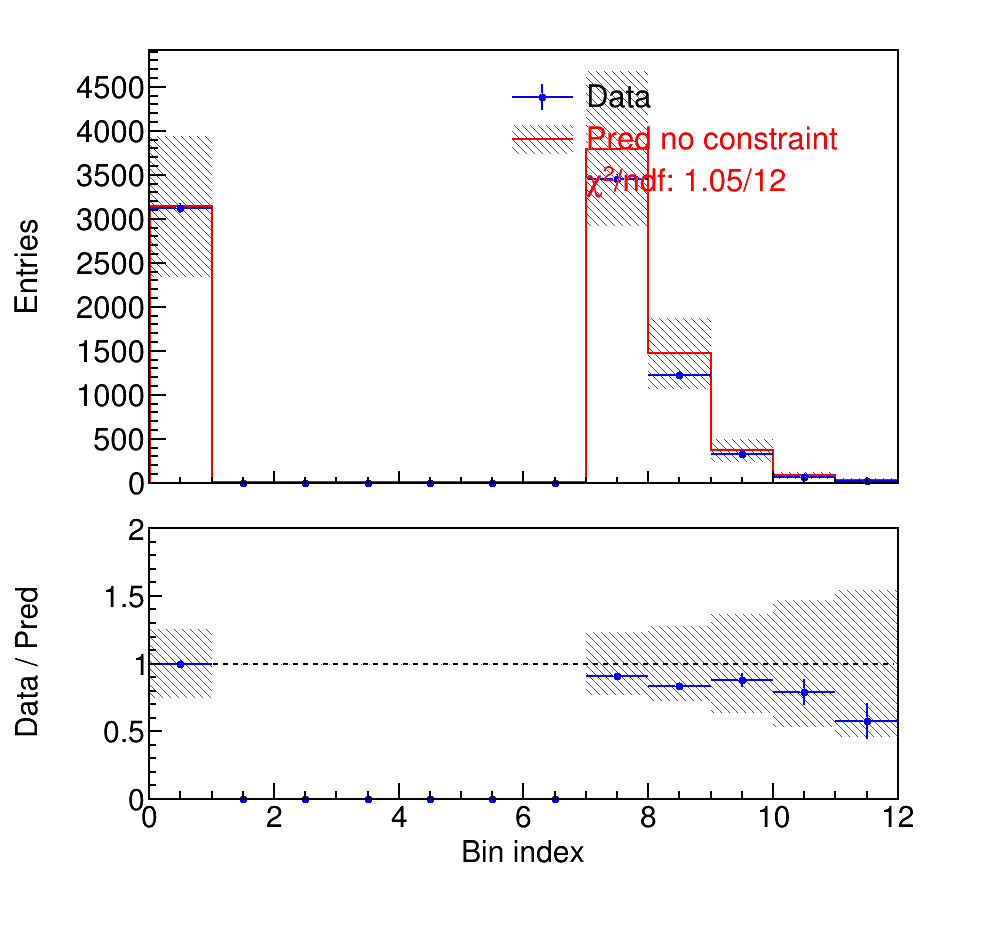 Entries
4500
4000
3500
3000
2500
2000
1500
1000
500
0
Data
Pred no constraint
χ²/ndf: 1.05/12
Data / Pred
2
1.5
1
0.5
0
0 2 4 6 8 10 12
Bin index